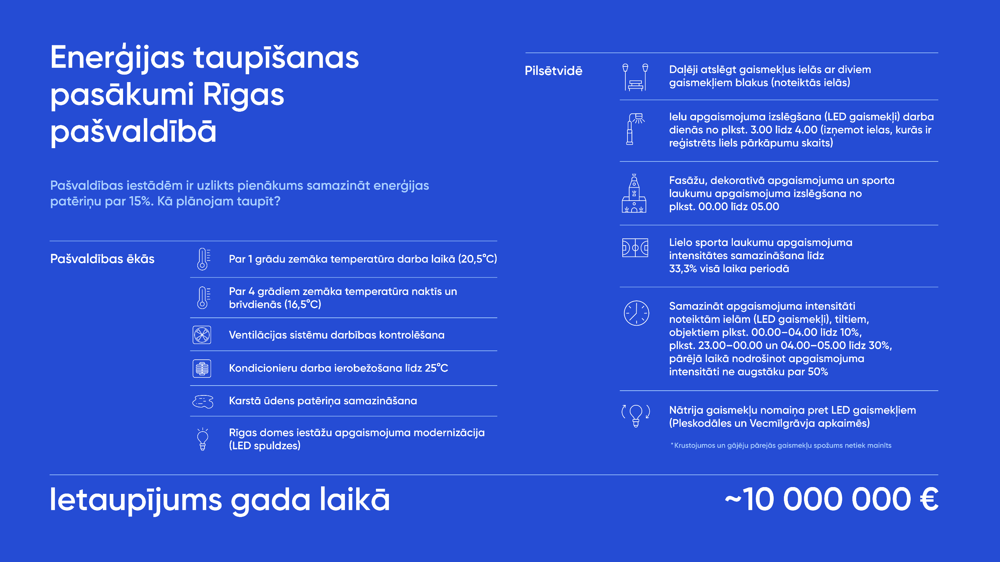 Enerģijas taupīšanas
pasākumi Rīgas
pašvaldībā
Pašvaldības iestādēm ir uzlikts pienākums samazināt enerģijas
patēriņu par 15%. Kā plānojam taupīt?
Pašvaldības ēkās
Par 1 grādu zemāka temperatūra darba laikā (20,5°C)
Par 4 grādiem zemāka temperatūra naktīs un
brīvdienās (16,5°C)
Ventilācijas sistēmu darbības kontrolēšana
Kondicionieru darba ierobežošana līdz 25°C
Karstā ūdens patēriņa samazināšana
Rīgas domes iestāžu apgaismojuma modernizācija
(LED spuldzes)
Pilsētvidē
Daļēji atslēgt gaismekļus ielās ar diviem
gaismekļiem blakus (noteiktās ielās)
Ielu apgaismojuma izslēgšana (LED gaismekļi) darba
dienās no plkst. 3.00 līdz 4.00 (izņemot ielas, kurās ir
reģistrēts liels pārkāpumu skaits)
Fasāžu, dekoratīvā apgaismojuma un sporta
laukumu apgaismojuma izslēgšana no
plkst. 00.00 līdz 05.00
Lielo sporta laukumu apgaismojuma
intensitātes samazināšana līdz
33,3% visā laika periodā
Samazināt apgaismojuma intensitāti
noteiktām ielām (LED gaismekļi), tiltiem,
objektiem plkst. 00.00–04.00 līdz 10%,
plkst. 23.00–00.00 un 04.00–05.00 līdz 30%,
pārējā laikā nodrošinot apgaismojuma
intensitāti ne augstāku par 50%
Nātrija gaismekļu nomaiņa pret LED gaismekļiem
(Pleskodāles un Vecmīlgrāvja apkaimēs)
*Krustojumos un gājēju pārejās gaismekļu spožums netiek mainīts
Ietaupījums gada laikā
~10 000 000 €